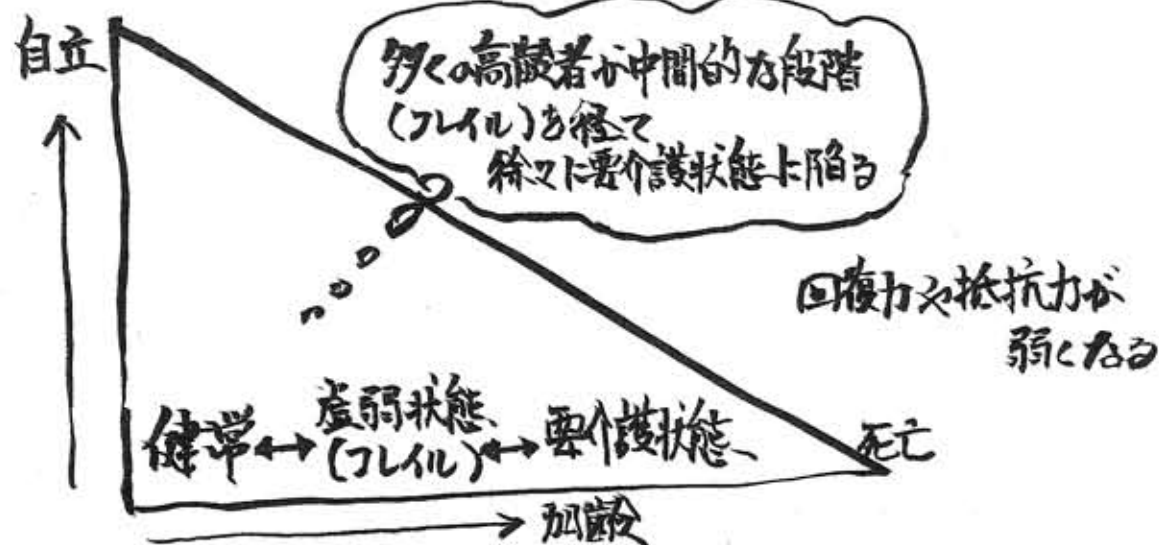 自立
多くの高齢者が中間的な段階
(フレイル)を経て
徐々に要介護状態に陥る
回復力や抵抗力が
弱くなる
健常↔虚弱状態(フレイル)↔要介護状態
死亡
→加齢